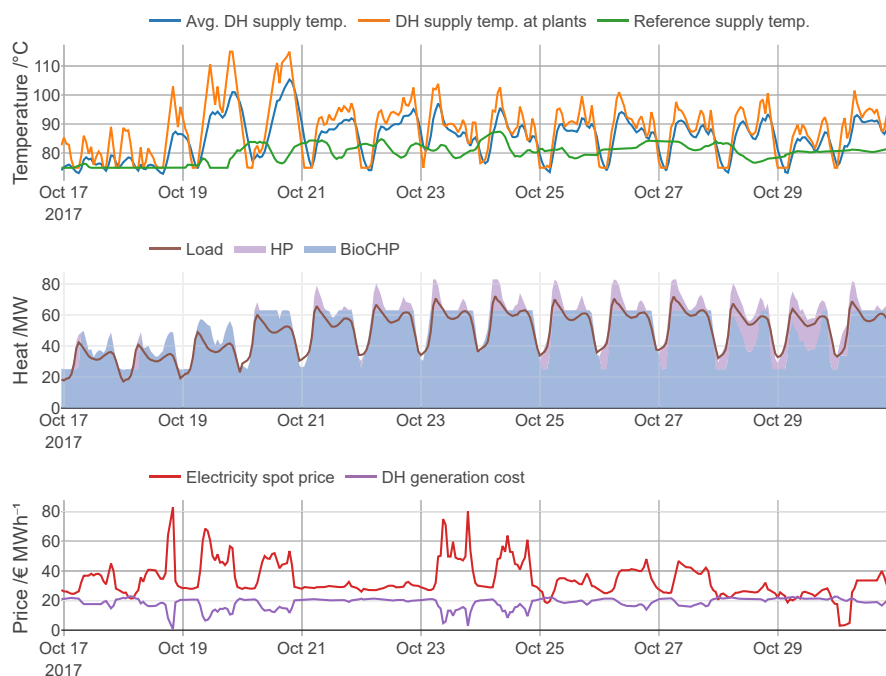 Avg. DH supply temp. DH supply temp. at plants Reference supply temp.
Temperature /°C
110
100
90
80
Oct 17 Oct 19 Oct 21 Oct 23 Oct 25 Oct 27 Oct 29
2017
Load HP BioCHP
Heat /MW
80
60
40
20
0
Oct 17 Oct 19 Oct 21 Oct 23 Oct 25 Oct 27 Oct 29
2017
Electricity spot price DH generation cost
Price /€ MWh⁻¹
80
60
40
20
0
Oct 17 Oct 19 Oct 21 Oct 23 Oct 25 Oct 27 Oct 29
2017